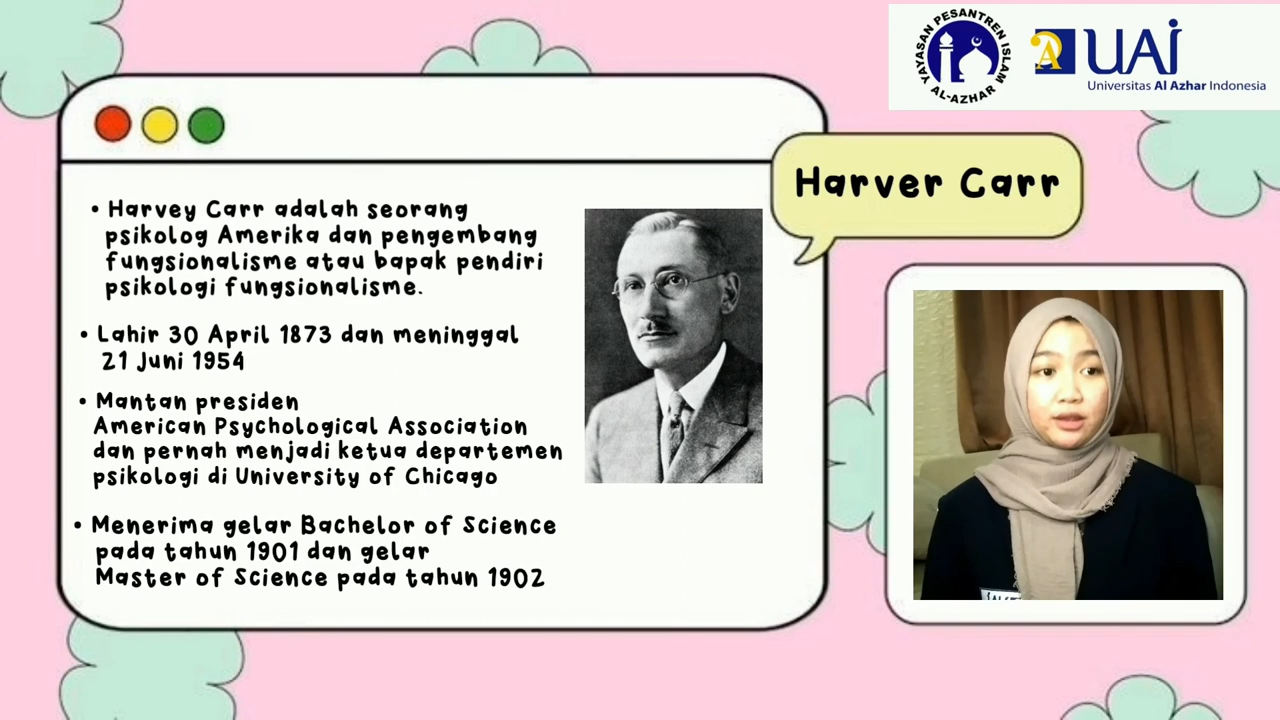 YAYASAN PESANTREN ISLAM
AL-AZHAR
A
UAI
Universitas Al Azhar Indonesia
Harver Carr
• Harvey Carr adalah seorang
psikolog Amerika dan pengembang
fungsionalisme atau bapak pendiri
psikologi fungsionalisme.
• Lahir 30 April 1873 dan meninggal
21 Juni 1954
• Mantan presiden
American Psychological Association
dan pernah menjadi ketua departemen
psikologi di University of Chicago
• Menerima gelar Bachelor of Science
pada tahun 1901 dan gelar
Master of Science pada tahun 1902